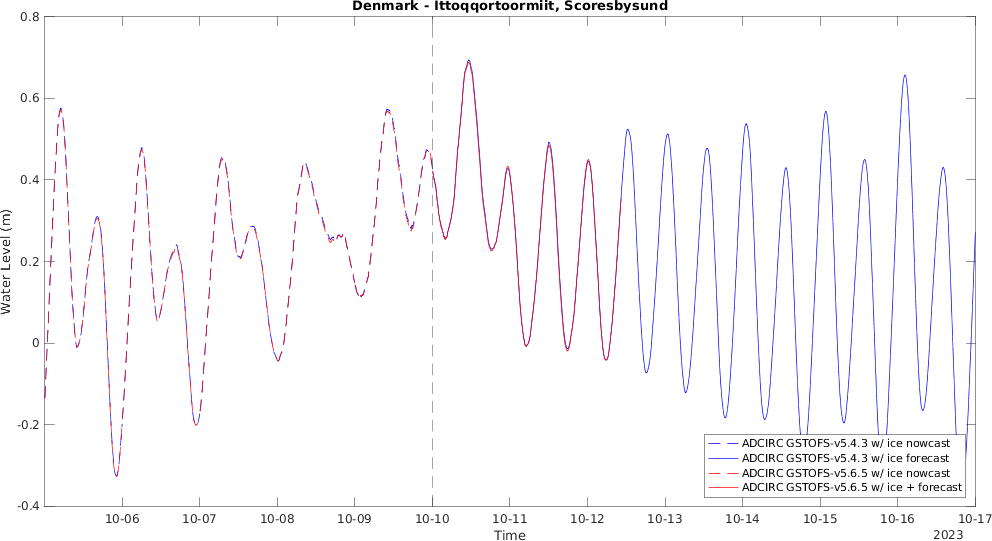 Denmark - Ittoqqortoormiit, Scoresbysund
0.8
0.6
0.4
0.2
0
-0.2
-0.4
Water Level (m)
10-06 10-07 10-08 10-09 10-10 10-11 10-12 10-13 10-14 10-15 10-16 10-17
Time
2023
ADCIRC GSTOFS-v5.4.3 w/ ice nowcast
ADCIRC GSTOFS-v5.4.3 w/ ice forecast
ADCIRC GSTOFS-v5.6.5 w/ ice nowcast
ADCIRC GSTOFS-v5.6.5 w/ ice + forecast